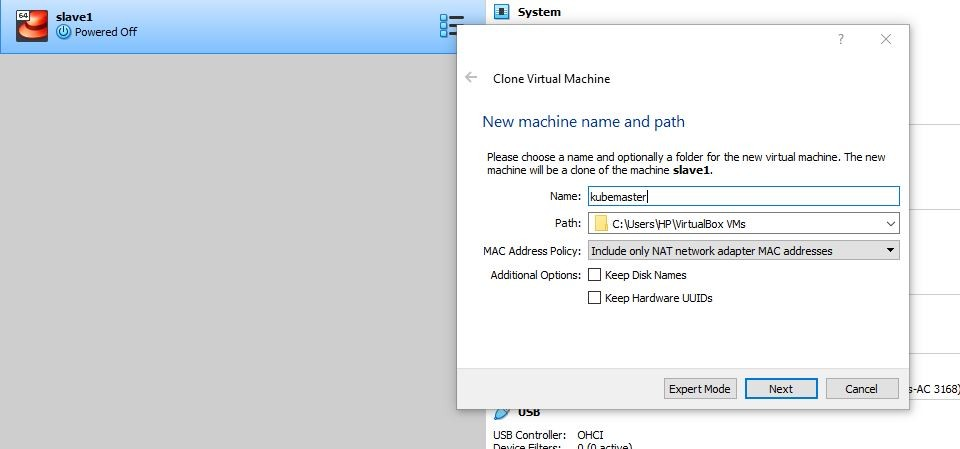 64
slave1
Powered Off
System
?
Clone Virtual Machine
New machine name and path
Please choose a name and optionally a folder for the new virtual machine. The new
machine will be a clone of the machine slave1.
Name: kubemaster
Path: C:\Users\HP\VirtualBox VMs
MAC Address Policy: Include only NAT network adapter MAC addresses
Additional Options: Keep Disk Names
Keep Hardware UUIDs
Expert Mode Next Cancel
s-AC 3168)
USB
USB Controller: OHCI
Device Filters: 0 (0 active)